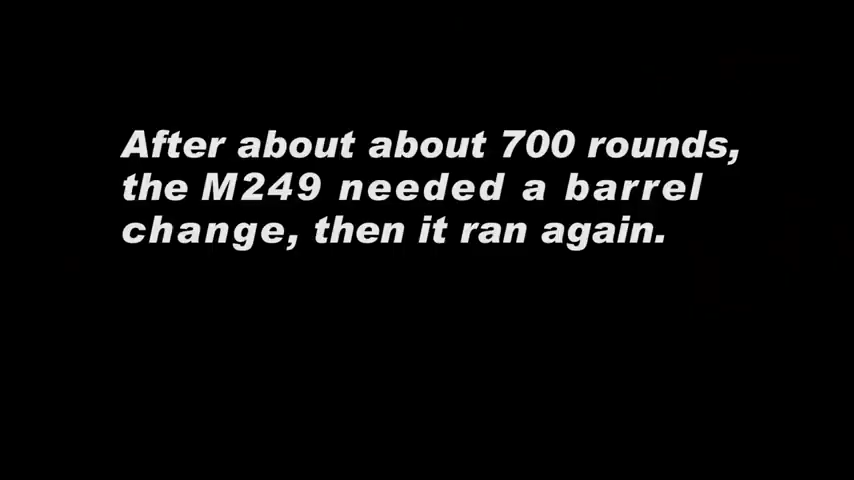 After about about 700 rounds,
the M249 needed a barrel
change, then it ran again.